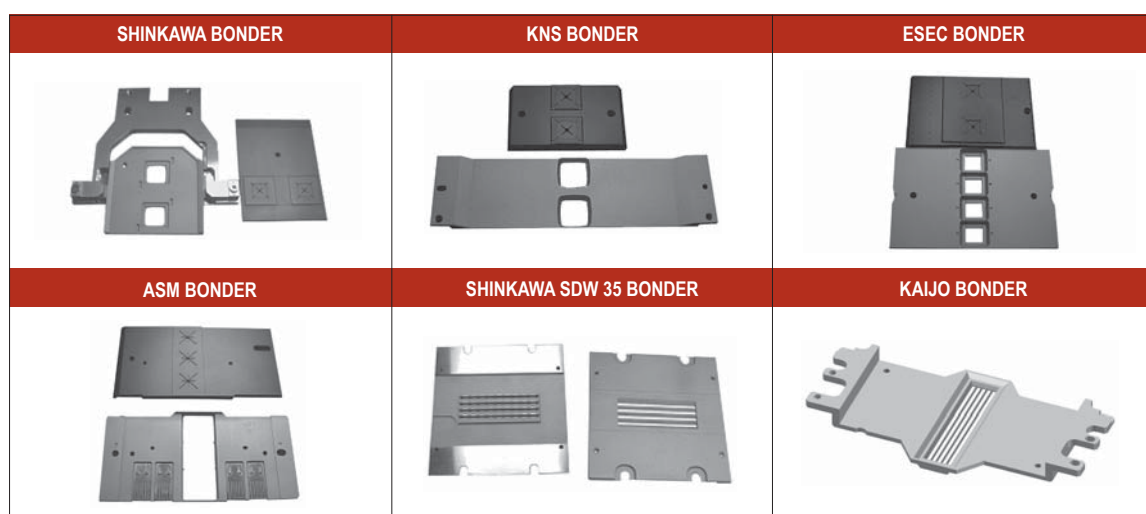 SHINKAWA BONDER
KNS BONDER
ESEC BONDER
ASM BONDER
SHINKAWA SDW 35 BONDER
KAIJO BONDER